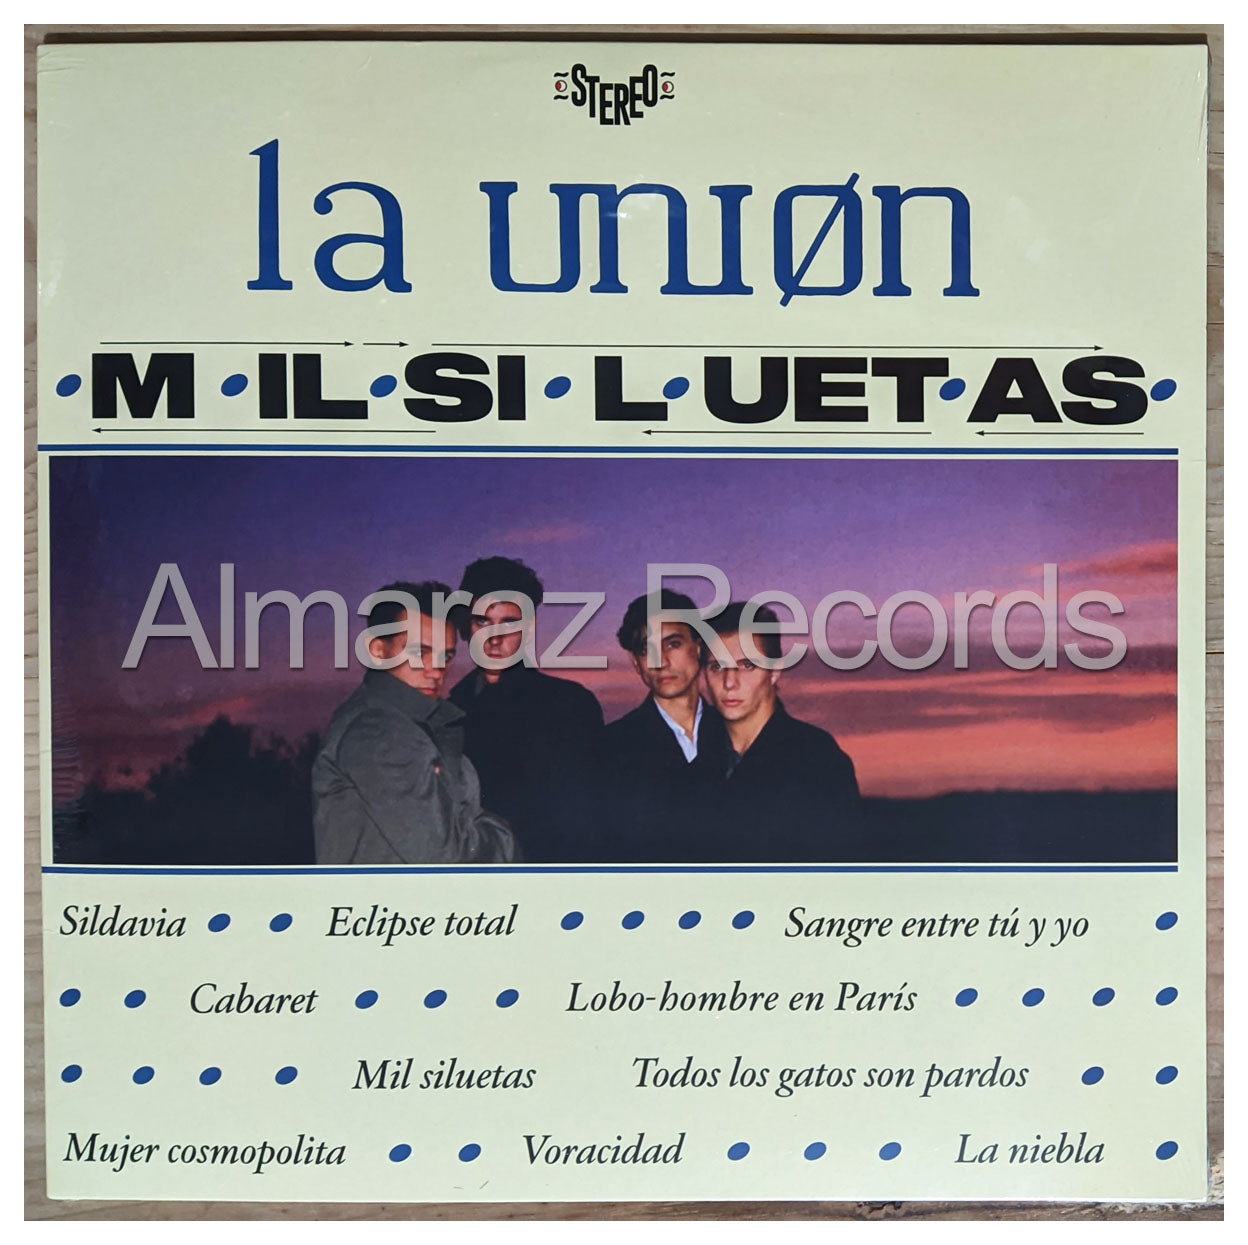 STEREO
la uniøn
M·IL·SI·L·UET·AS·
Almaraz Records
Sildavia Eclipse total Sangre entre tú y yo
Cabaret Lobo-hombre en París
Mil siluetas Todos los gatos son pardos
Mujer cosmopolita Voracidad La niebla